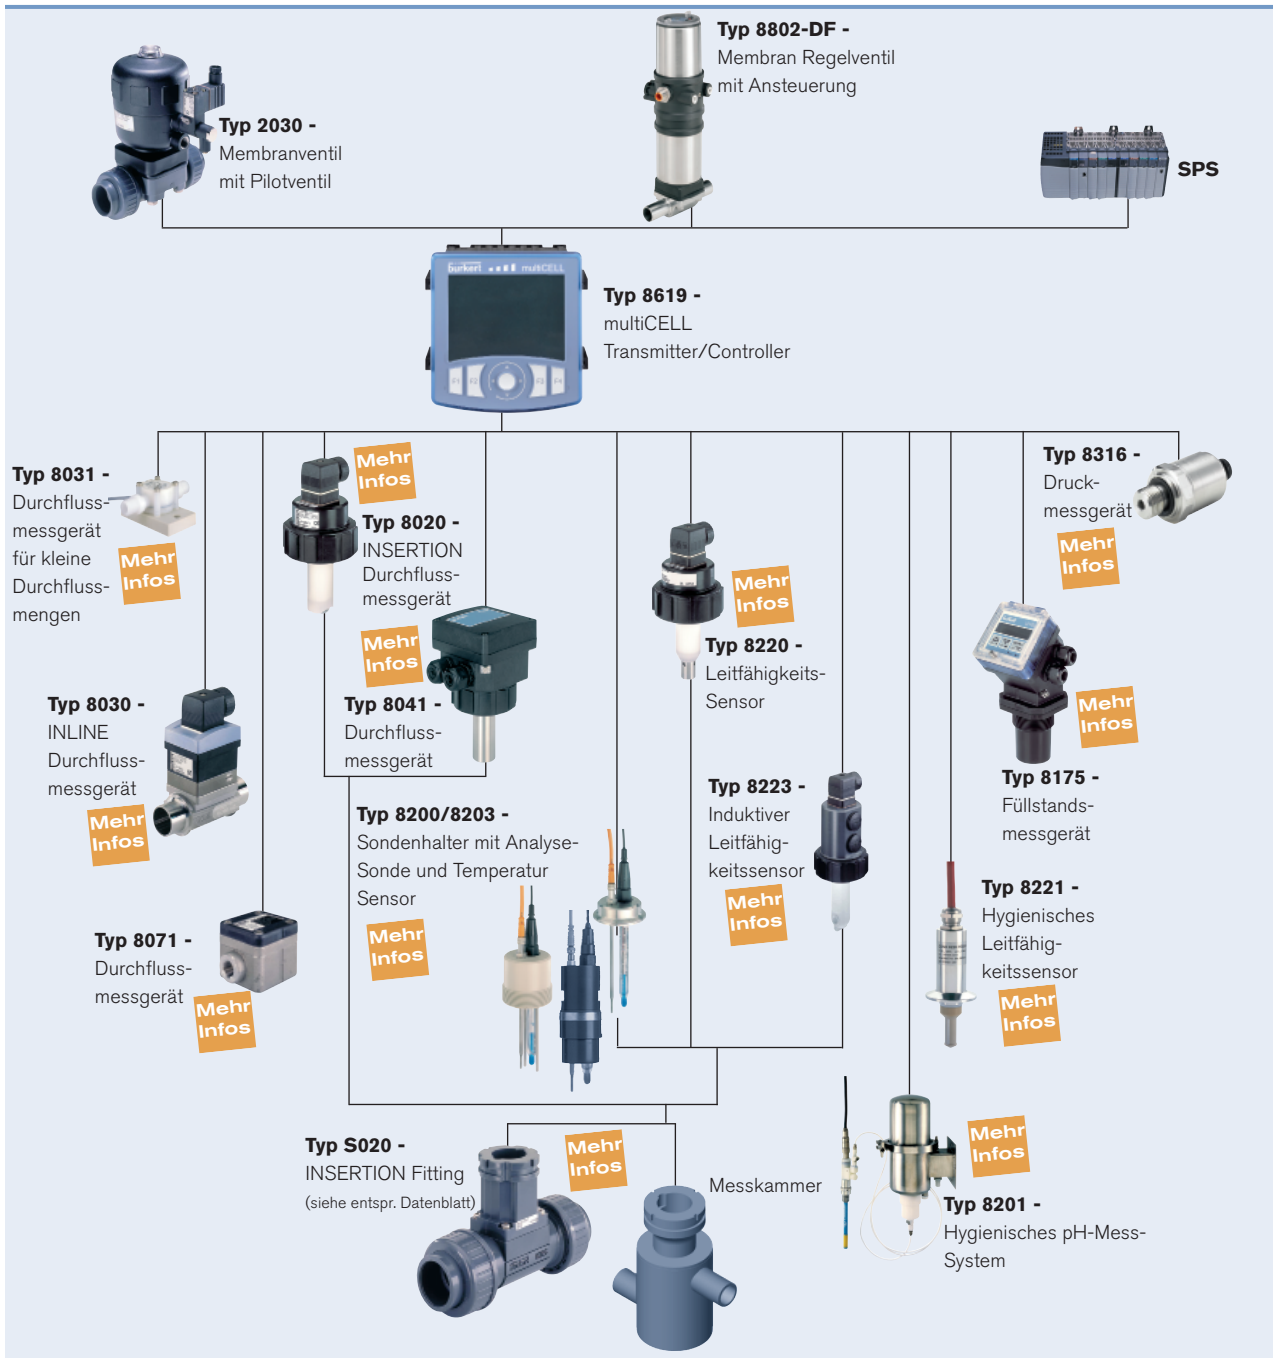 Typ 8802-DF -
Membran Regelventil
mit Ansteuerung
Typ 2030 -
Membranventil
mit Pilotventil
SPS
burkert multiCELL
F1 F2 F3 F4
Typ 8619 -
multiCELL
Transmitter/Controller
Typ 8031 -
Durchfluss-
messgerät
für kleine
Durchfluss-
mengen
Mehr
Infos
Mehr
Infos
Typ 8020 -
INSERTION
Durchfluss-
messgerät
Mehr
Infos
Typ 8041 -
Durchfluss-
messgerät
Mehr
Infos
Typ 8220 -
Leitfähigkeits-
Sensor
Typ 8316 -
Druck-
messgerät
Mehr
Infos
Mehr
Infos
Typ 8175 -
Füllstands-
messgerät
Typ 8030 -
INLINE
Durchfluss-
messgerät
Mehr
Infos
Typ 8200/8203 -
Sondenhalter mit Analyse-
Sonde und Temperatur
Sensor
Mehr
Infos
Typ 8223 -
Induktiver
Leitfähig-
keitssensor
Mehr
Infos
Typ 8221 -
Hygienisches
Leitfähig-
keitssensor
Mehr
Infos
Typ 8071 -
Durchfluss-
messgerät
Mehr
Infos
Typ S020 -
INSERTION Fitting
(siehe entspr. Datenblatt)
Mehr
Infos
Messkammer
Mehr
Infos
Typ 8201 -
Hygienisches pH-Mess-
System